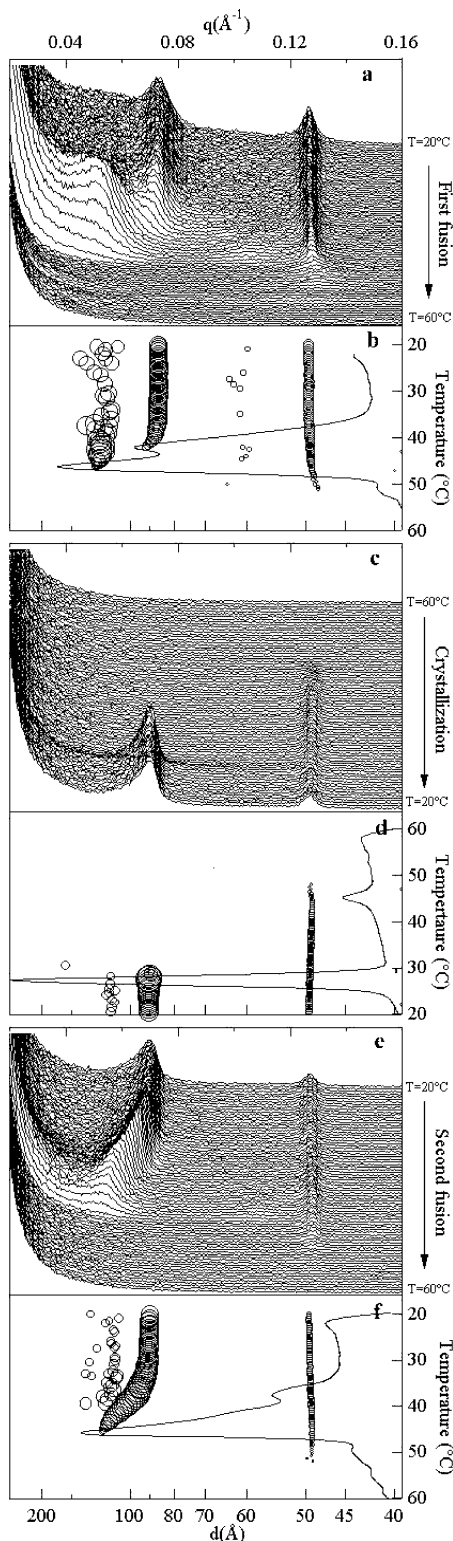 q(Å⁻¹)
0.04 0.08 0.12 0.16
a
T=20°C
First fusion
T=60°C
b
20
30
40
50
60
Temperature (°C)
c
T=60°C
Crystallization
T=20°C
d
60
50
40
30
20
Tempertaure (°C)
e
T=20°C
Second fusion
T=60°C
f
20
30
40
50
60
Temperature (°C)
200 100 80 70 60 50 45 40
d(Å)